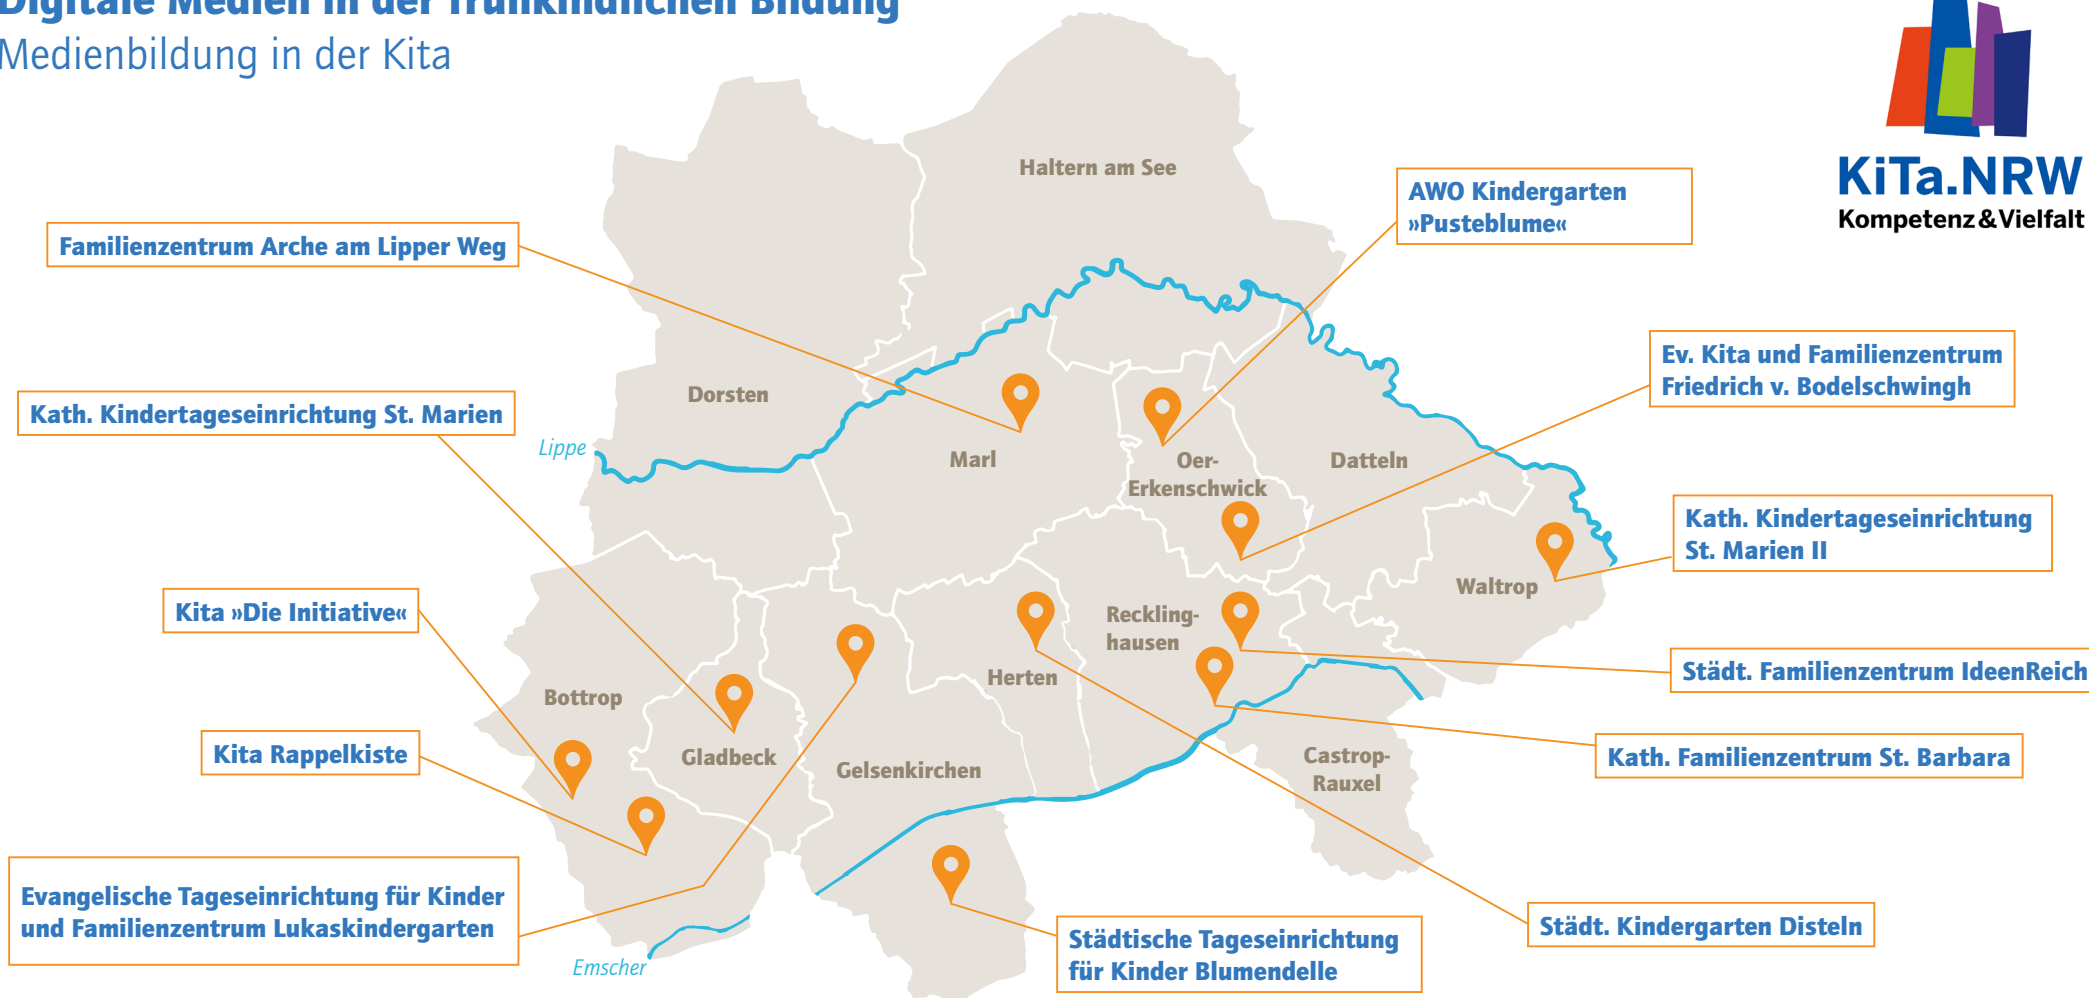 Digitale Medien in der frühkindlichen Bildung
Medienbildung in der Kita
KiTa.NRW
Kompetenz & Vielfalt
Haltern am See
AWO Kindergarten
»Pusteblume«
Familienzentrum Arche am Lipper Weg
Ev. Kita und Familienzentrum
Friedrich v. Bodelschwingh
Dorsten
Kath. Kindertageseinrichtung St. Marien
Lippe
Marl
Oer-
Erkenschwick
Datteln
Kath. Kindertageseinrichtung
St. Marien II
Waltrop
Kita »Die Initiative«
Reckling-
hausen
Herten
Städt. Familienzentrum IdeenReich
Bottrop
Kita Rappelkiste
Gladbeck
Gelsenkirchen
Castrop-
Rauxel
Kath. Familienzentrum St. Barbara
Evangelische Tageseinrichtung für Kinder
und Familienzentrum Lukaskindergarten
Städt. Kindergarten Disteln
Städtische Tageseinrichtung
für Kinder Blumendelle
Emscher